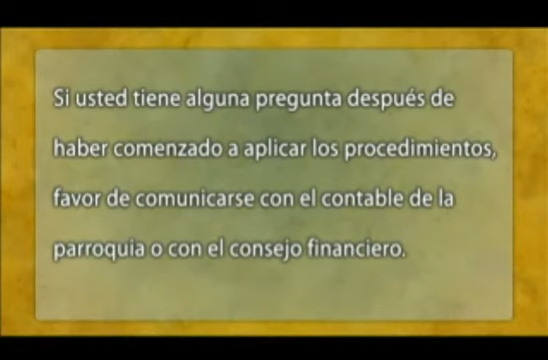 Si usted tiene alguna pregunta después de
haber comenzado a aplicar los procedimientos,
favor de comunicarse con el contable de la
parroquia o con el consejo financiero.